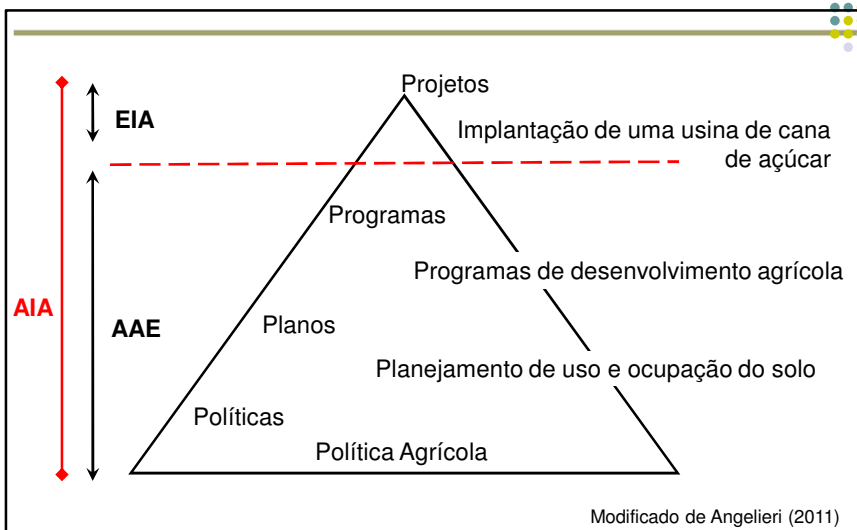 Projetos
EIA
Implantação de uma usina de cana
de açúcar
Programas
Programas de desenvolvimento agrícola
AIA
AAE
Planos
Planejamento de uso e ocupação do solo
Políticas
Política Agrícola
Modificado de Angelieri (2011)